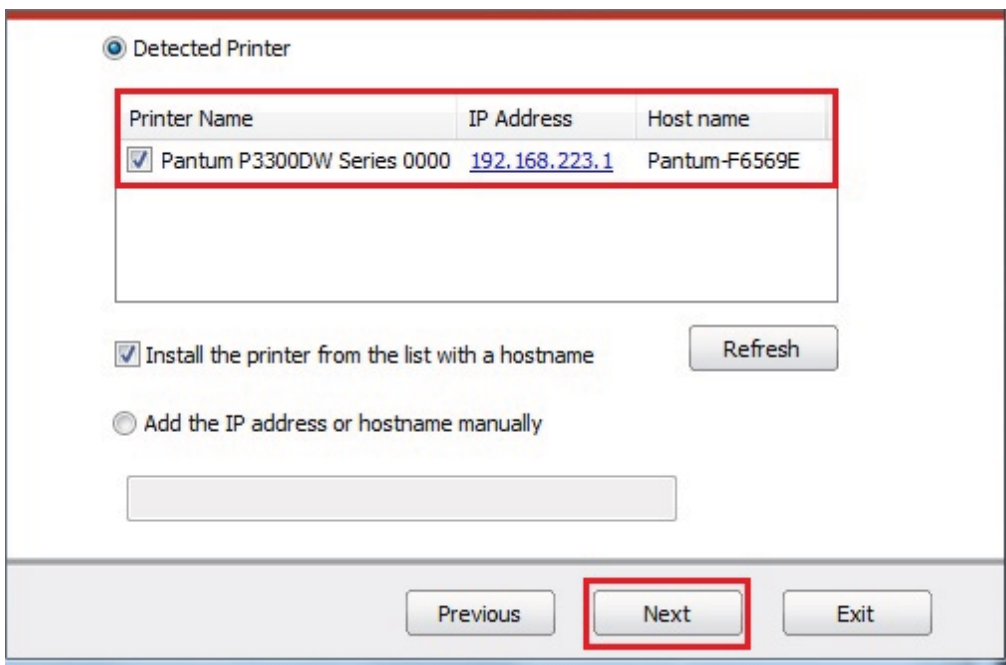 Detected Printer
Printer Name IP Address Host name
Pantum P3300DW Series 0000 192.168.223.1 Pantum-F6569E
Install the printer from the list with a hostname Refresh
Add the IP address or hostname manually
Previous Next Exit